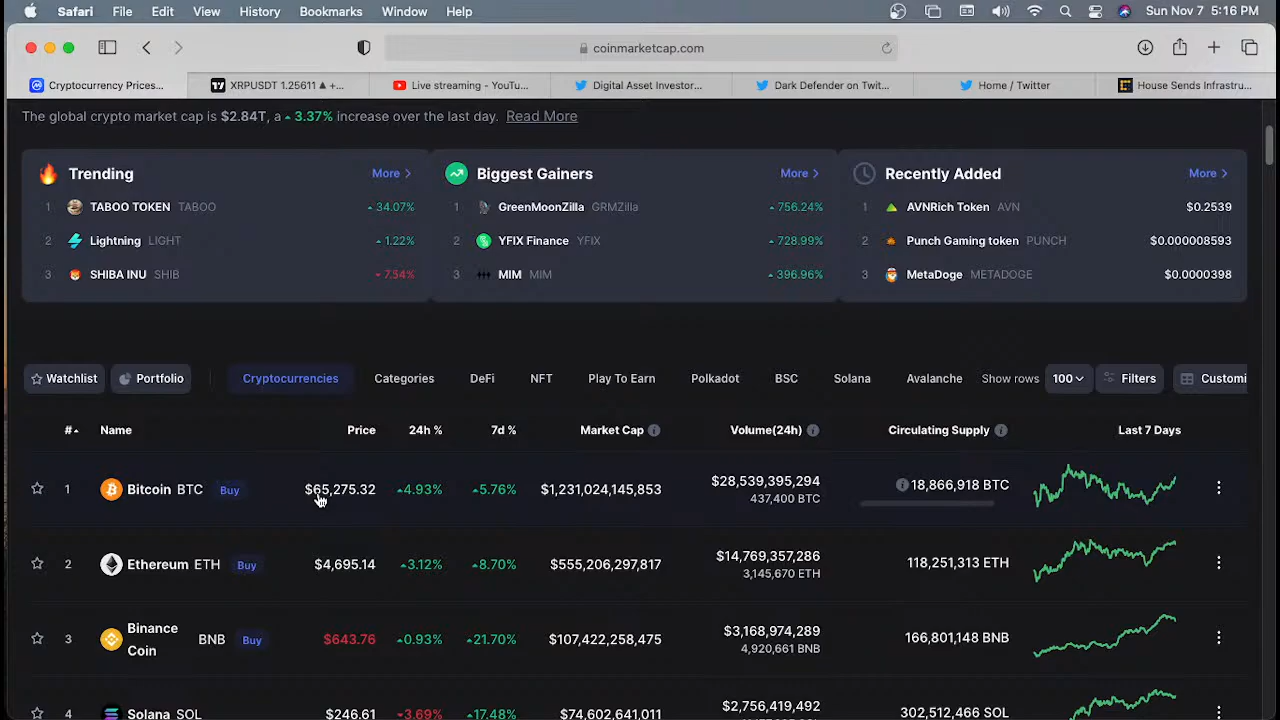 Safari File Edit View History Bookmarks Window Help Sun Nov 7 5:16 PM
coinmarketcap.com
Cryptocurrency Prices... XRPUSDT 1.25611 ▲ +... Live streaming - YouTu... Digital Asset Investor... Dark Defender on Twit... Home / Twitter House Sends Infrastru...
The global crypto market cap is $2.84T, a 3.37% increase over the last day. Read More
Trending More
1 TABOO TOKEN TABOO 34.07%
2 Lightning LIGHT 1.22%
3 SHIBA INU SHIB 7.54%
Biggest Gainers More
1 GreenMoonZilla GRMZilla 756.24%
2 YFIX Finance YFIX 728.99%
3 MIM MIM 396.96%
Recently Added More
1 AVNRich Token AVN $0.2539
2 Punch Gaming token PUNCH $0.000008593
3 MetaDoge METADOGE $0.0000398
Watchlist Portfolio Cryptocurrencies Categories DeFi NFT Play To Earn Polkadot BSC Solana Avalanche Show rows 100 Filters Customi
# Name Price 24h % 7d % Market Cap Volume(24h) Circulating Supply Last 7 Days
1 Bitcoin BTC Buy $65,275.32 4.93% 5.76% $1,231,024,145,853 $28,539,395,294 18,866,918 BTC
437,400 BTC
2 Ethereum ETH Buy $4,695.14 3.12% 8.70% $555,206,297,817 $14,769,357,286 118,251,313 ETH
3,145,670 ETH
3 Binance Coin BNB Buy $643.76 0.93% 21.70% $107,422,258,475 $3,168,974,289 166,801,148 BNB
4,920,661 BNB
4 Solana SOL $246.61 3.69% 17.48% $74,602,641,011 $2,756,419,492 302,512,466 SOL